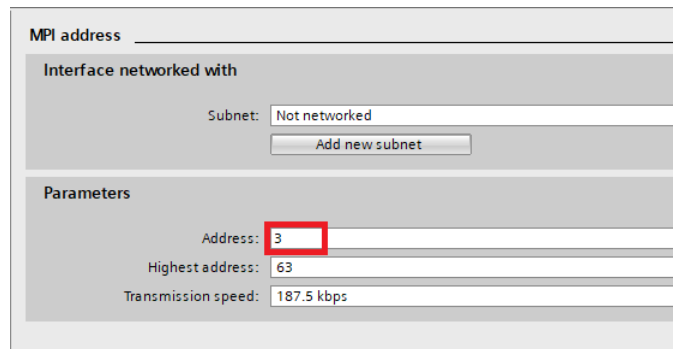 MPI address
Interface networked with
Subnet: Not networked
Add new subnet
Parameters
Address: 3
Highest address: 63
Transmission speed: 187.5 kbps